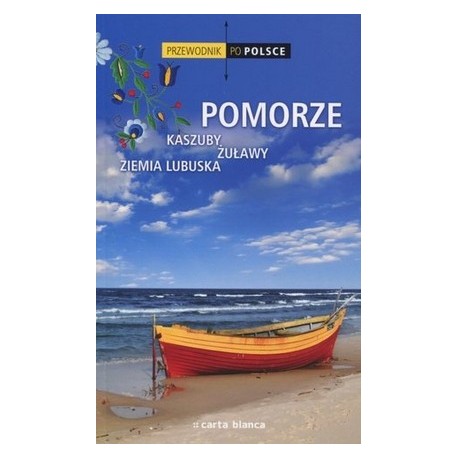 PRZEWODNIK PO POLSCE
POMORZE
KASZUBY
ŻUŁAWY
ZIEMIA LUBUSKA
carta blanca